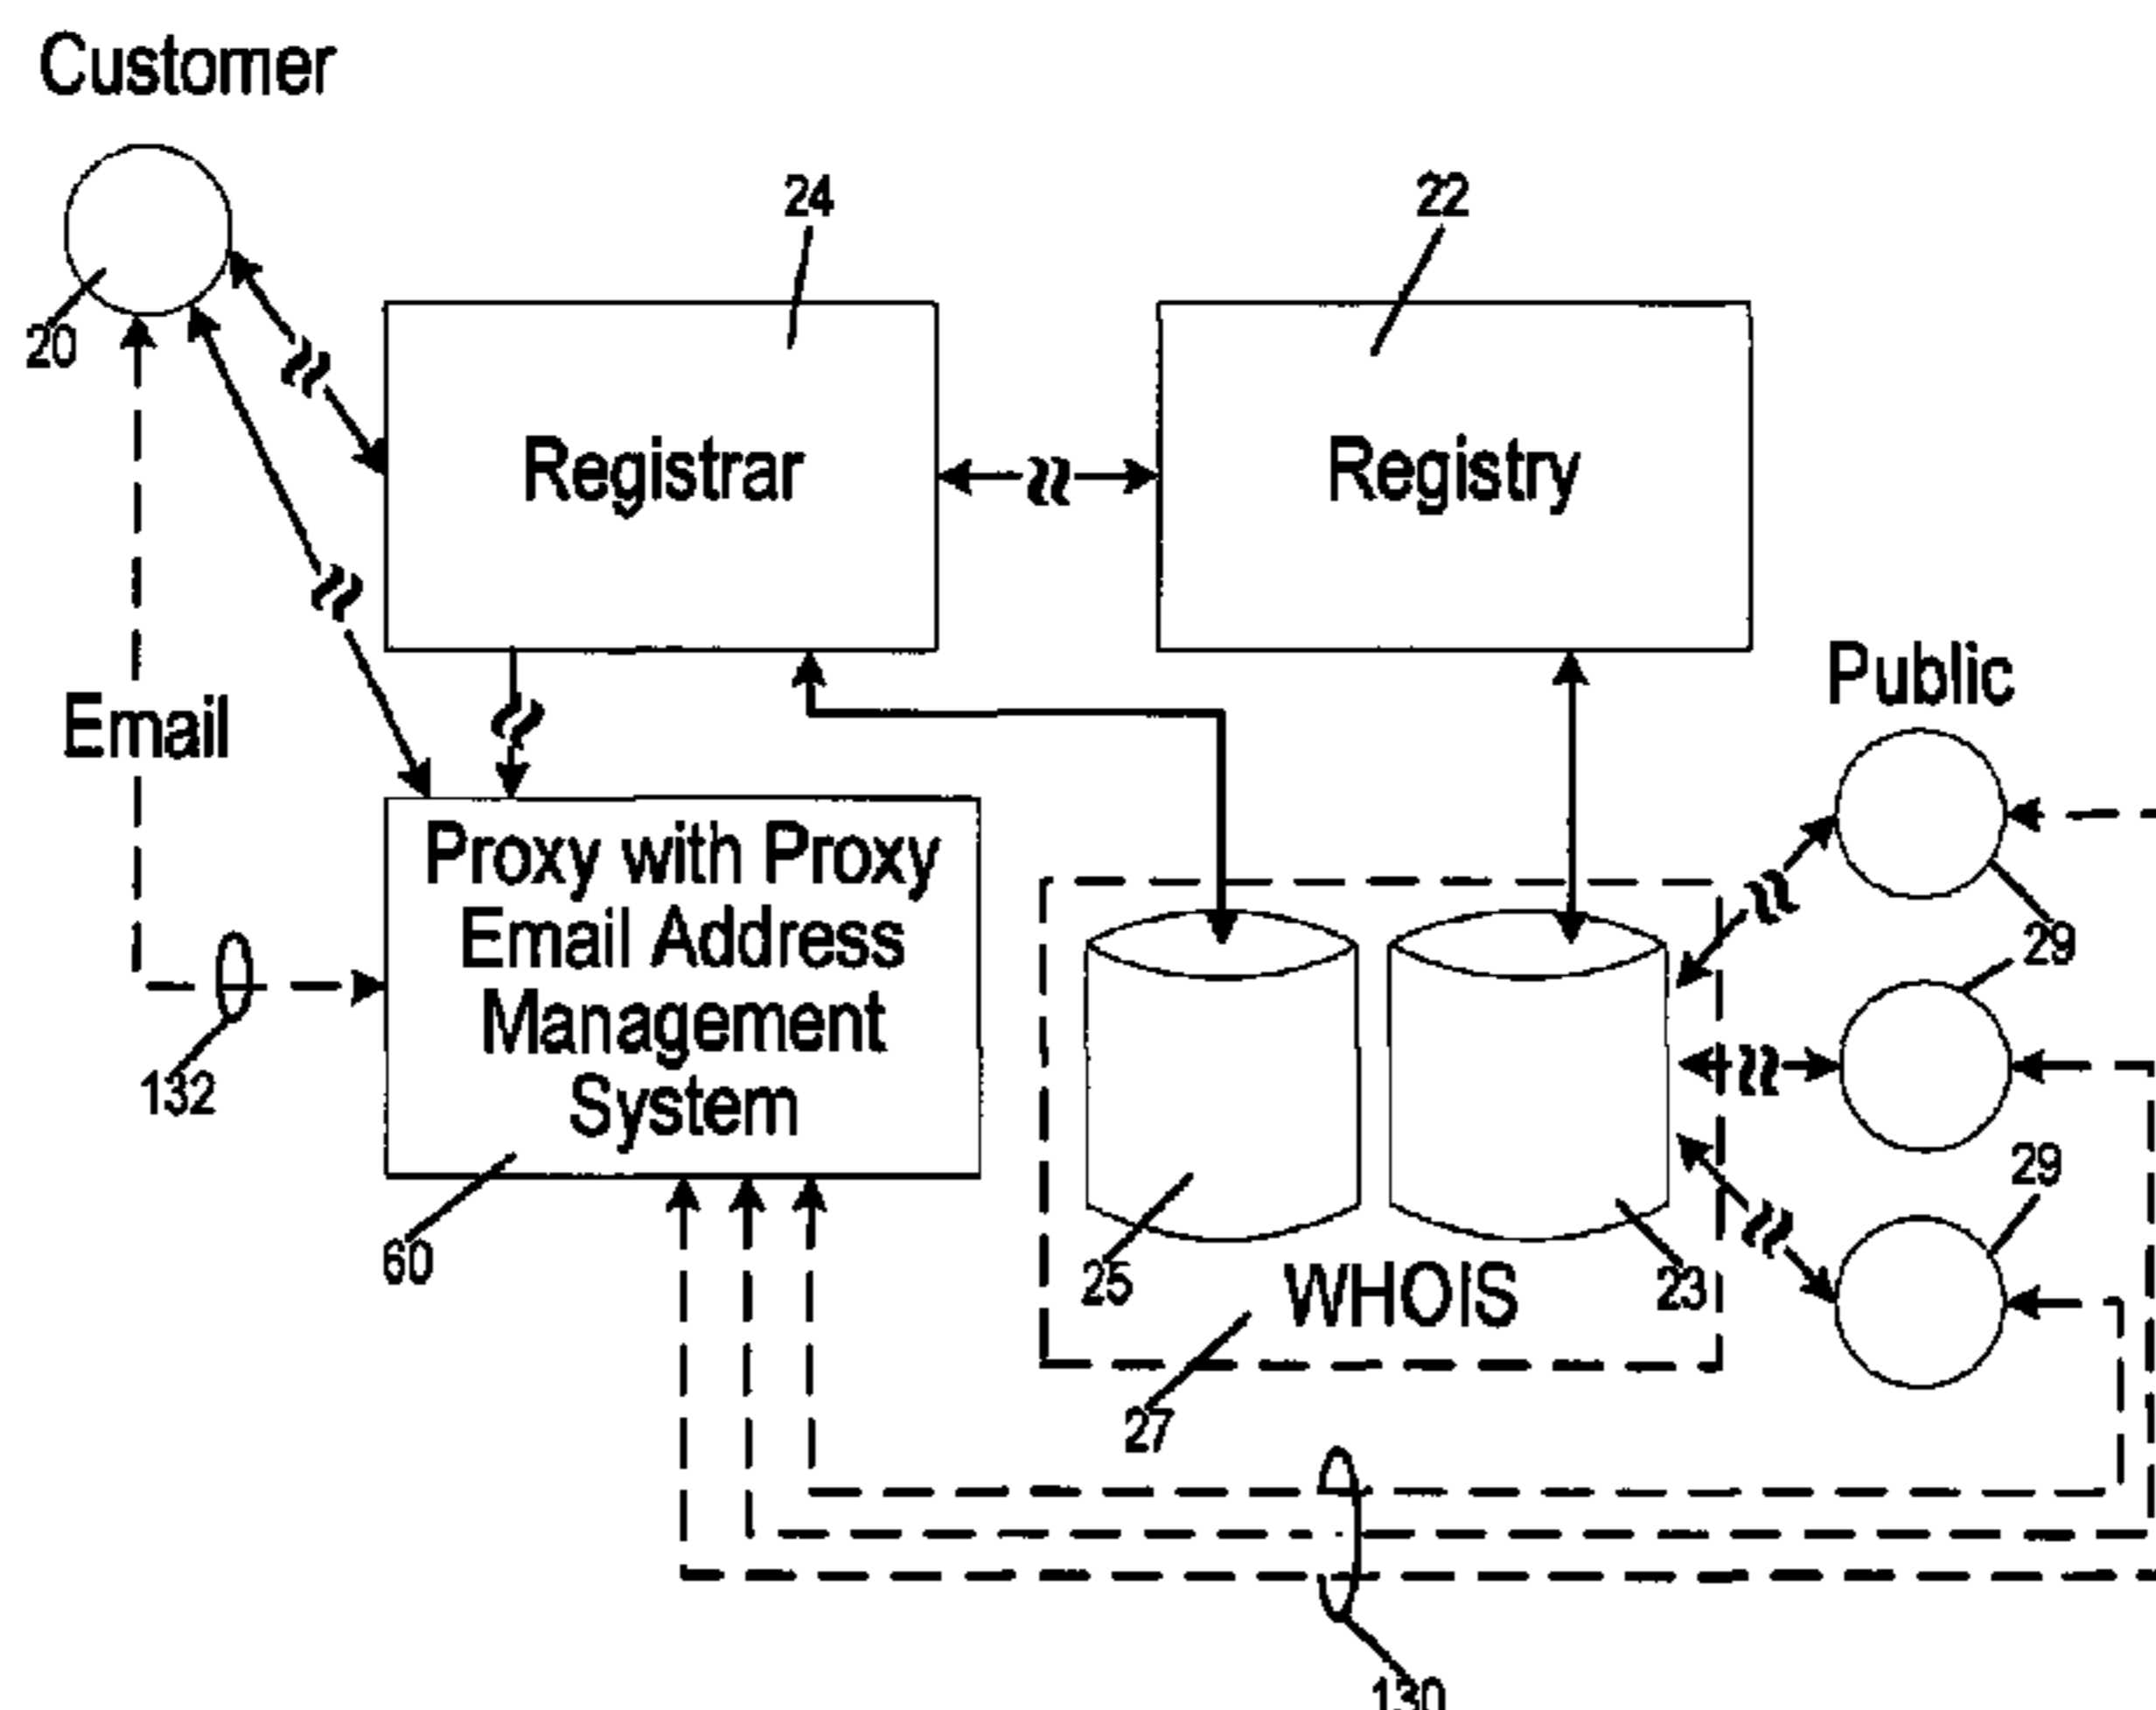 Customer
24
22
20
Registrar
Registry
Public
Email
Proxy with Proxy
Email Address
Management
System
29
132
29
60
25
WHOIS
23
27
130